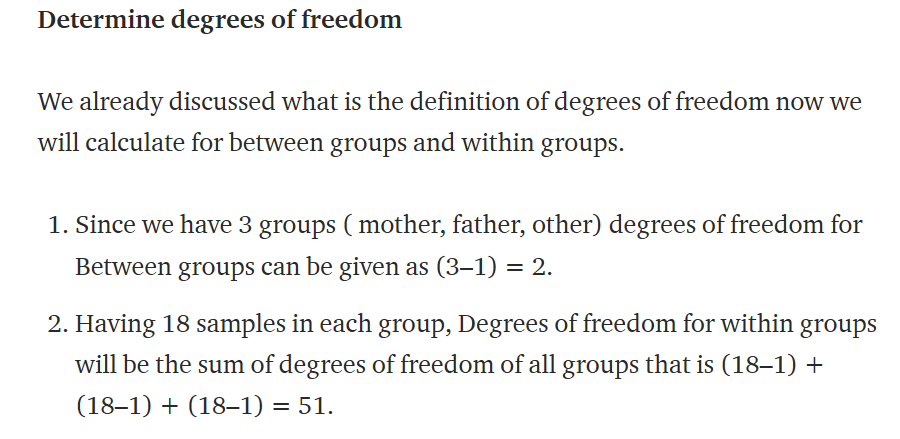 Determine degrees of freedom
We already discussed what is the definition of degrees of freedom now we
will calculate for between groups and within groups.
1. Since we have 3 groups ( mother, father, other) degrees of freedom for
Between groups can be given as (3–1) = 2.
2. Having 18 samples in each group, Degrees of freedom for within groups
will be the sum of degrees of freedom of all groups that is (18–1) +
(18–1) + (18–1) = 51.